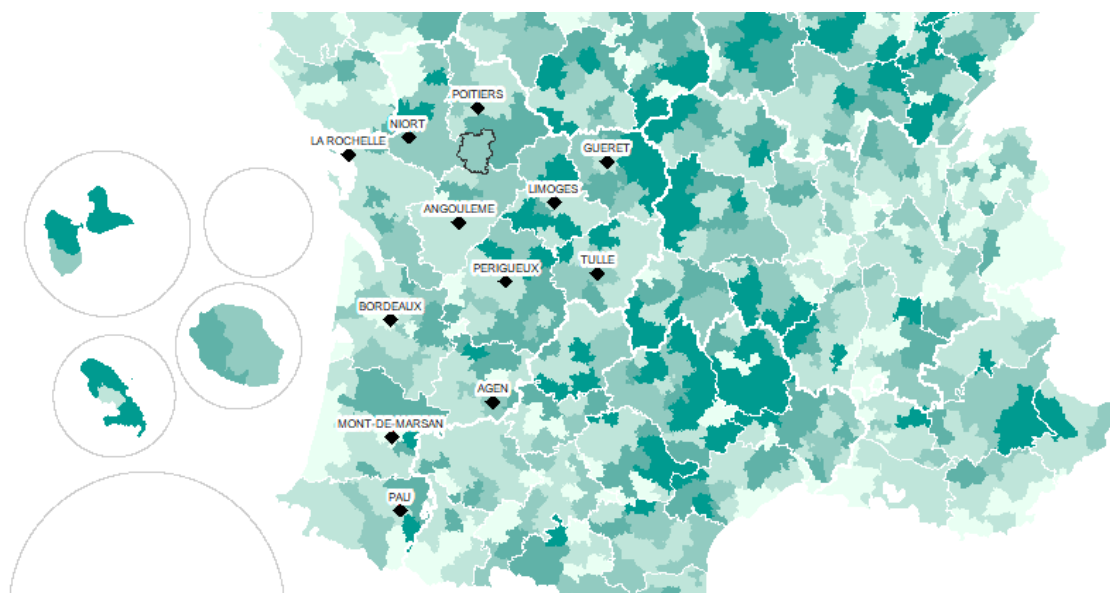 POITIERS
NIORT
LA ROCHELLE
GUERET
LIMOGES
ANGOULEME
PERIGUEUX
TULLE
BORDEAUX
AGEN
MONT-DE-MARSAN
PAU